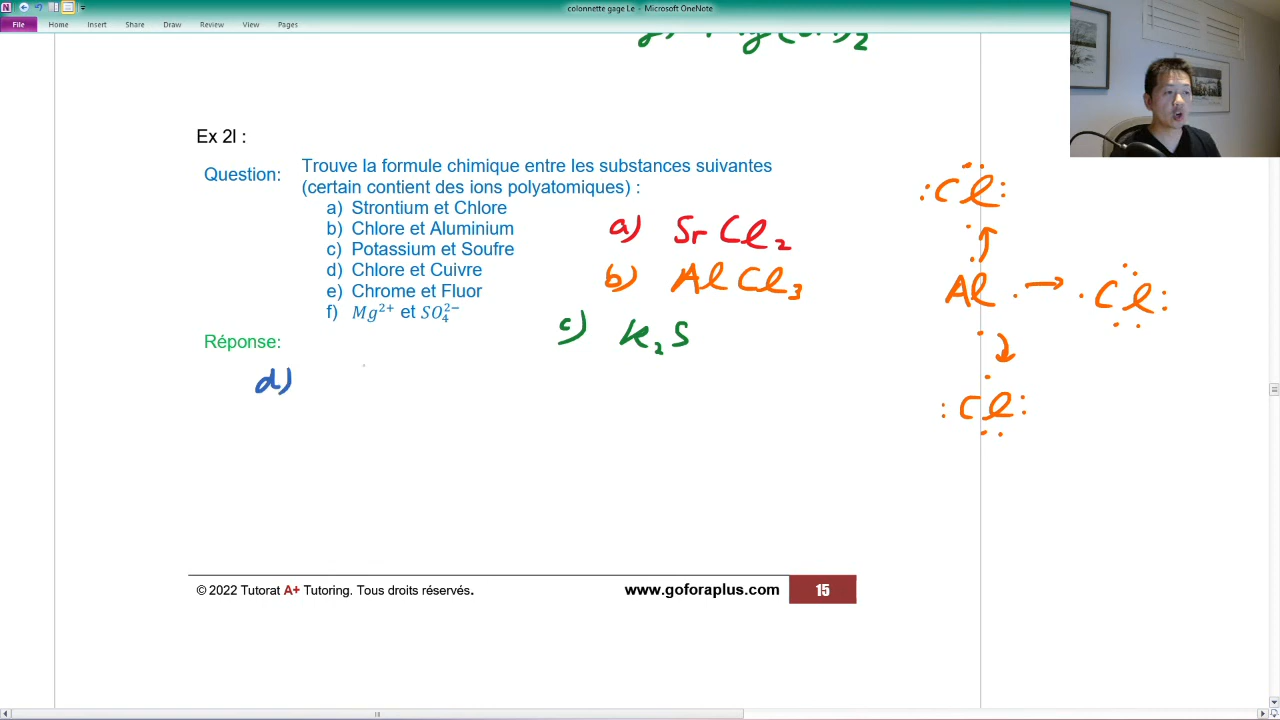 colonnette gage Le - Microsoft OneNote
File Home Insert Share Draw Review View Pages
Ex 2l :
Question: Trouve la formule chimique entre les substances suivantes
(certain contient des ions polyatomiques) :
a) Strontium et Chlore
b) Chlore et Aluminium
c) Potassium et Soufre
d) Chlore et Cuivre
e) Chrome et Fluor
f) Mg²⁺ et SO₄²⁻
Réponse:
a) SrCl₂
b) AlCl₃
c) K₂S
d)
Cl
Al → Cl
Cl
© 2022 Tutorat A+ Tutoring. Tous droits réservés.
www.goforaplus.com 15